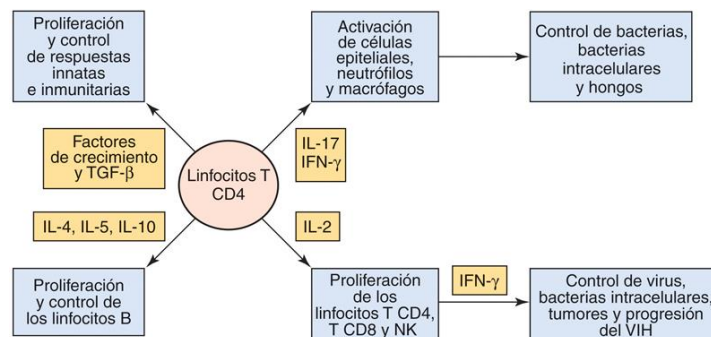 Proliferación
y control
de respuestas
innatas
e inmunitarias
Activación
de células
epiteliales,
neutrófilos
y macrófagos
Control de bacterias,
bacterias
intracelulares
y hongos
Factores
de crecimiento
y TGF-β
Linfocitos T
CD4
IL-17
IFN-γ
IL-4, IL-5, IL-10
IL-2
Proliferación
y control de
los linfocitos B
Proliferación
de los
linfocitos T CD4,
T CD8 y NK
IFN-γ
Control de virus,
bacterias intracelulares,
tumores y progresión
del VIH